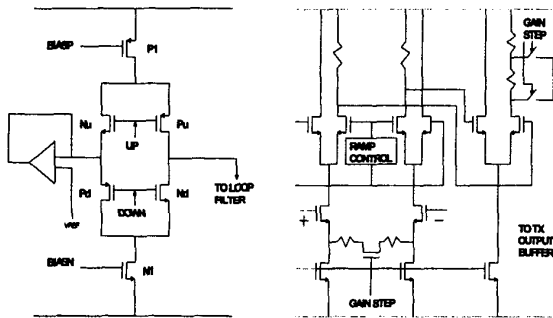 BIASP
P1
Nu
Pu
UP
Pd
Nd
DOWN
VREF
TO LOOP
FILTER
BIASN
N1
GAIN
STEP
RAMP
CONTROL
+
−
TO TX
OUTPUT
BUFFER
GAIN STEP